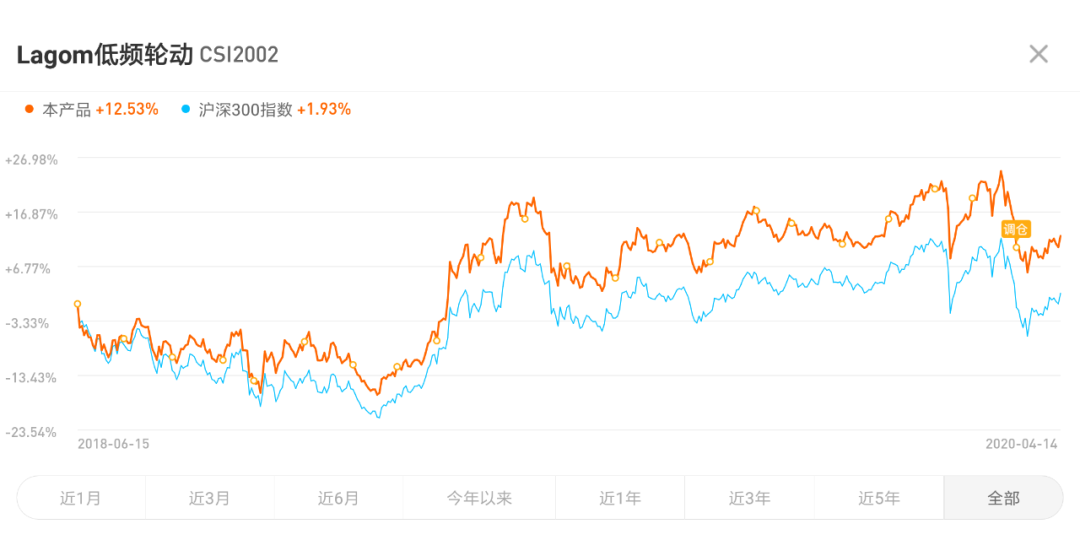 Lagom低频轮动 CSI2002
本产品 +12.53% 沪深300指数 +1.93%
+26.98%
+16.87%
调仓
+6.77%
-3.33%
-13.43%
-23.54%
2018-06-15 2020-04-14
近1月 近3月 近6月 今年以来 近1年 近3年 近5年 全部